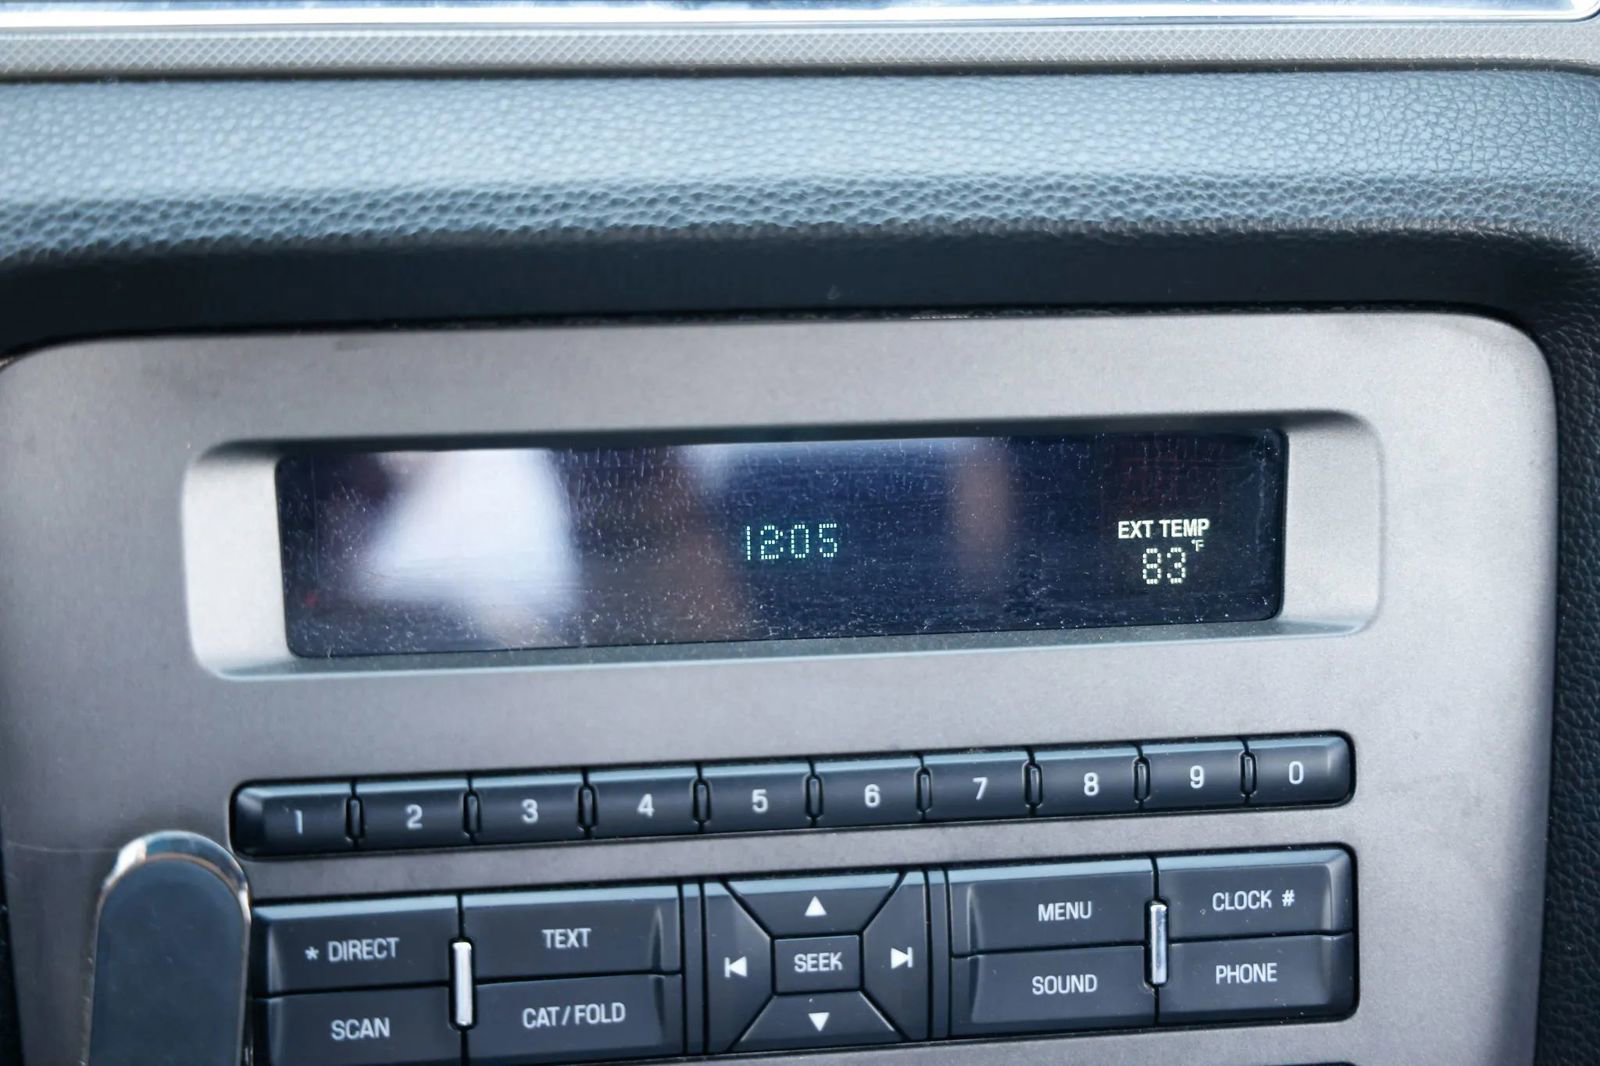 12:05
EXT TEMP
83°F
1 2 3 4 5 6 7 8 9 0
* DIRECT TEXT MENU CLOCK #
SEEK
SCAN CAT/FOLD SOUND PHONE